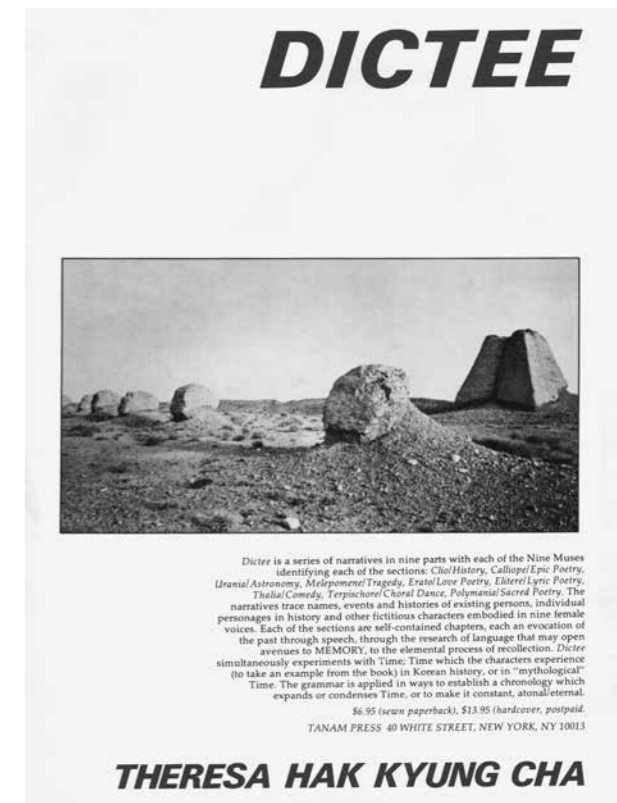 DICTEE
Dictee is a series of narratives in nine parts with each of the Nine Muses
identifying each of the sections: Clio/History, Calliope/Epic Poetry,
Urania/Astronomy, Melepomene/Tragedy, Erato/Love Poetry, Elitere/Lyric Poetry,
Thalia/Comedy, Terpischore/Choral Dance, Polymania/Sacred Poetry. The
narratives trace names, events and histories of existing persons, individual
personages in history and other fictitious characters embodied in nine female
voices. Each of the sections are self-contained chapters, each an evocation of
the past through speech, through the research of language that may open
avenues to MEMORY, to the elemental process of recollection. Dictee
simultaneously experiments with Time; Time which the characters experience
(to take an example from the book) in Korean history, or in "mythological"
Time. The grammar is applied in ways to establish a chronology which
expands or condenses Time, or to make it constant, atonal/eternal.
$6.95 (sewn paperback), $13.95 (hardcover, postpaid.
TANAM PRESS 40 WHITE STREET, NEW YORK, NY 10013
THERESA HAK KYUNG CHA